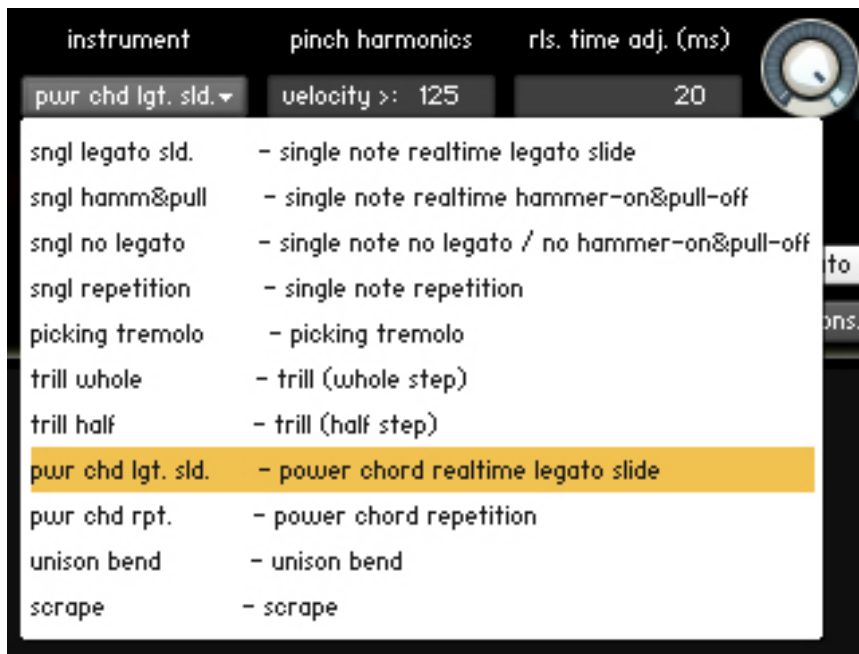 instrument pinch harmonics rls. time adj. (ms)
pwr chd lgt. sld. velocity >: 125 20
sngl legato sld. - single note realtime legato slide
sngl hamm&pull - single note realtime hammer-on&pull-off
sngl no legato - single note no legato / no hammer-on&pull-off
sngl repetition - single note repetition
picking tremolo - picking tremolo
trill whole - trill (whole step)
trill half - trill (half step)
pwr chd lgt. sld. - power chord realtime legato slide
pwr chd rpt. - power chord repetition
unison bend - unison bend
scrape - scrape